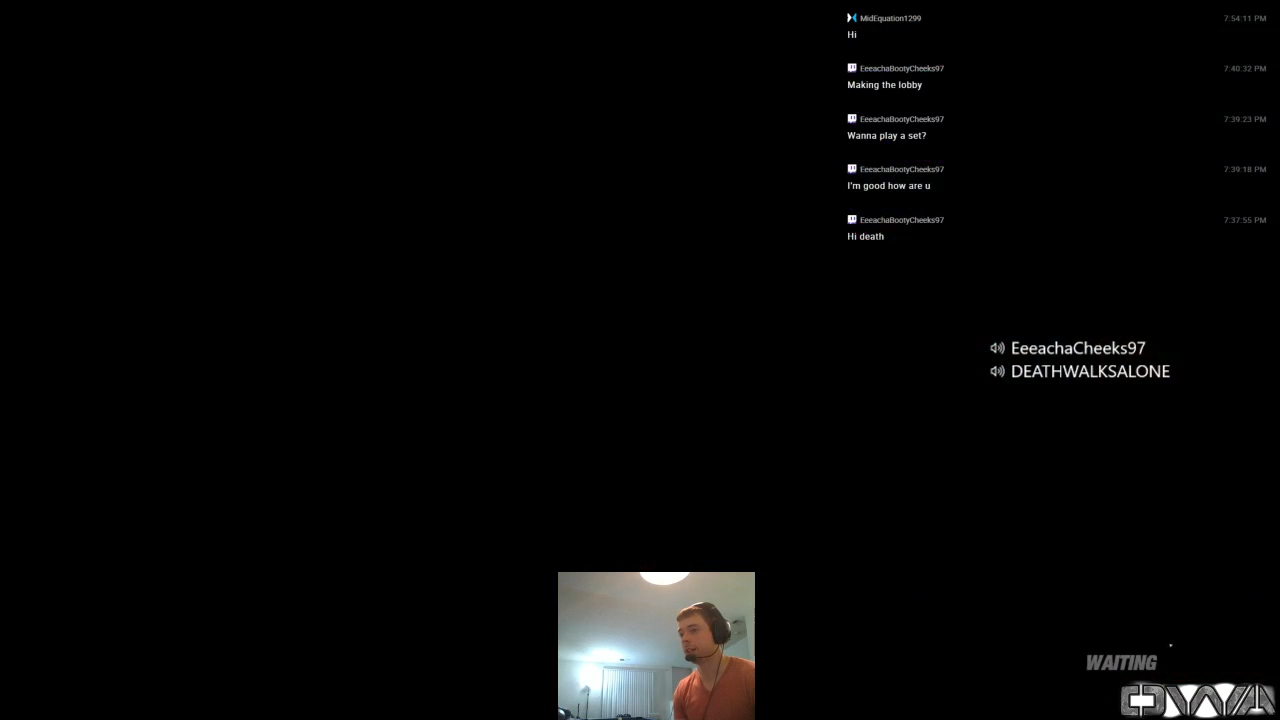 MidEquation1299 7:54:11 PM
Hi
EeeachaBootyCheeks97 7:40:32 PM
Making the lobby
EeeachaBootyCheeks97 7:39:23 PM
Wanna play a set?
EeeachaBootyCheeks97 7:39:18 PM
I'm good how are u
EeeachaBootyCheeks97 7:37:55 PM
Hi death
EeeachaCheeks97
DEATHWALKSALONE
WAITING
DWA